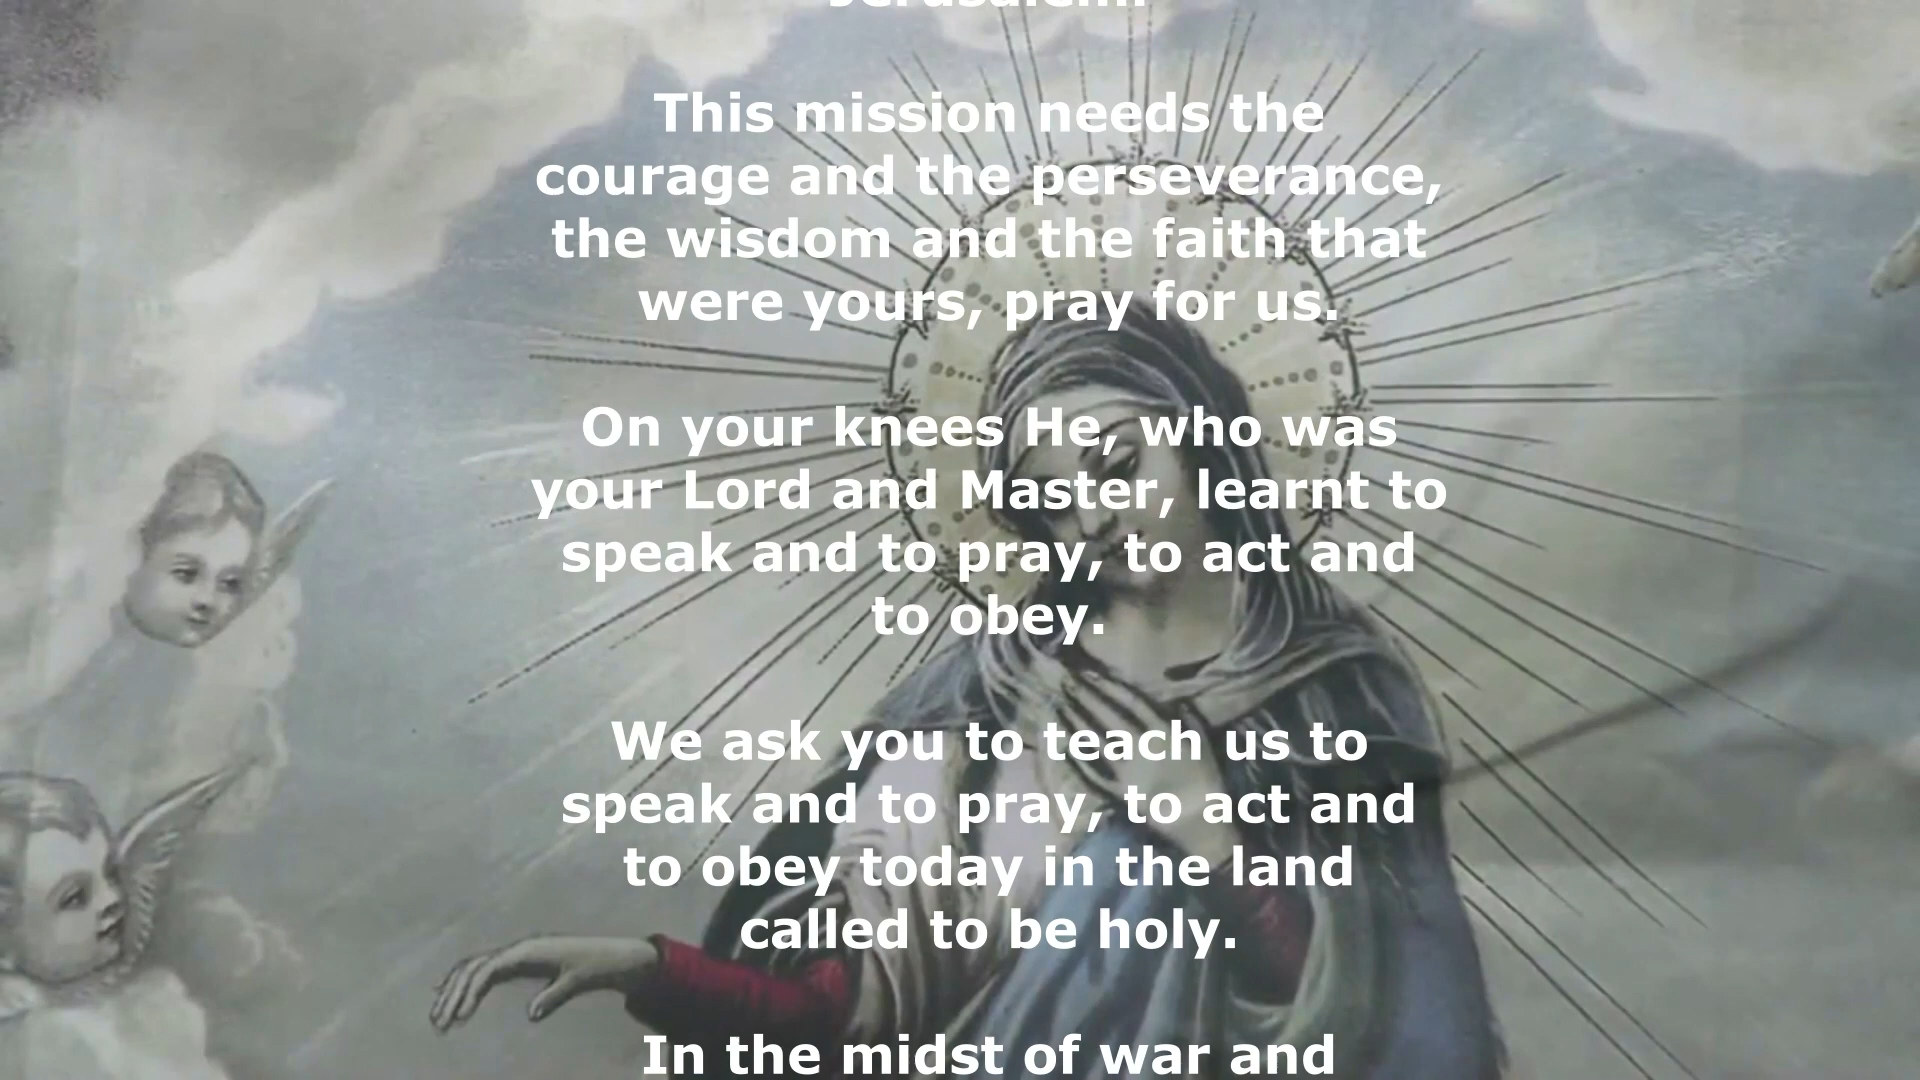 Jerusalem.
This mission needs the
courage and the perseverance,
the wisdom and the faith that
were yours, pray for us.
On your knees He, who was
your Lord and Master, learnt to
speak and to pray, to act and
to obey.
We ask you to teach us to
speak and to pray, to act and
to obey today in the land
called to be holy.
In the midst of war and